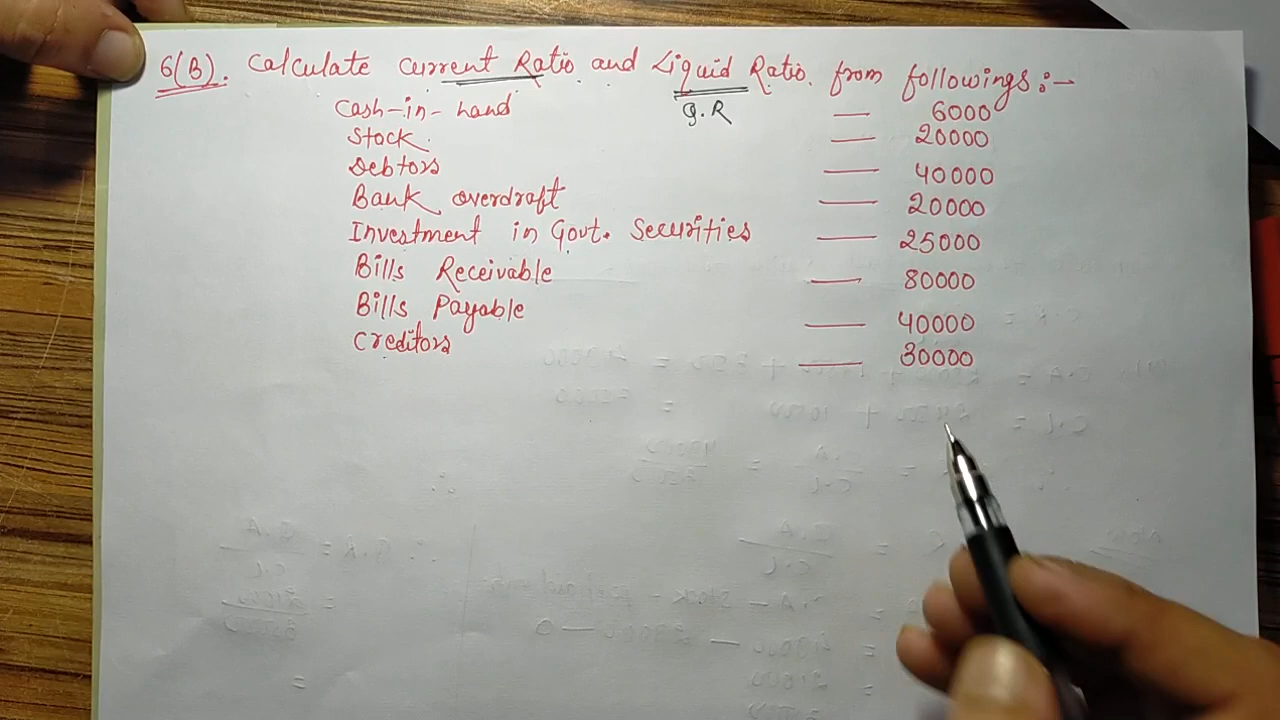 6(B). Calculate Current Ratio and Liquid Ratio. from followings :-
Q.R
Cash-in-hand — 6000
Stock — 20000
Debtors — 40000
Bank overdraft — 20000
Investment in Govt. Securities — 25000
Bills Receivable — 80000
Bills Payable — 40000
Creditors — 30000